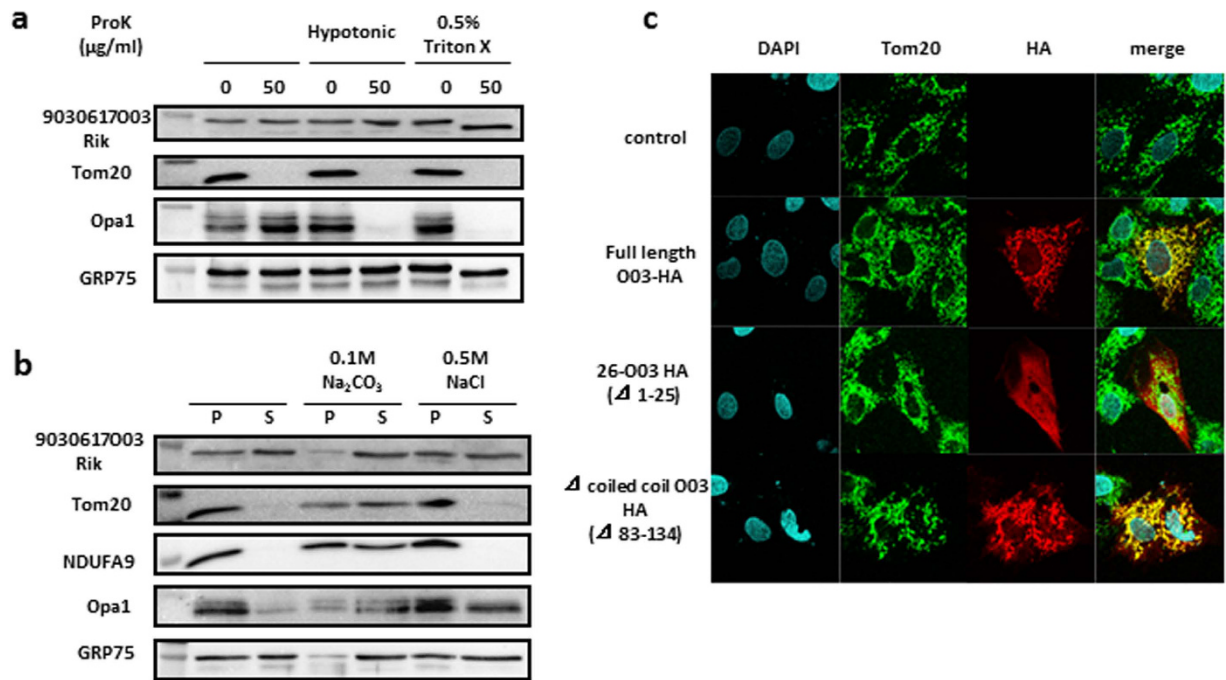 a
ProK
(μg/ml)
Hypotonic
0.5%
Triton X
0 50 0 50 0 50
9030617O03
Rik
Tom20
Opa1
GRP75
b
0.1M
Na₂CO₃
0.5M
NaCl
P S P S P S
9030617O03
Rik
Tom20
NDUFA9
Opa1
GRP75
c
DAPI Tom20 HA merge
control
Full length
O03-HA
26-O03 HA
(Δ 1-25)
Δ coiled coil O03
HA
(Δ 83-134)